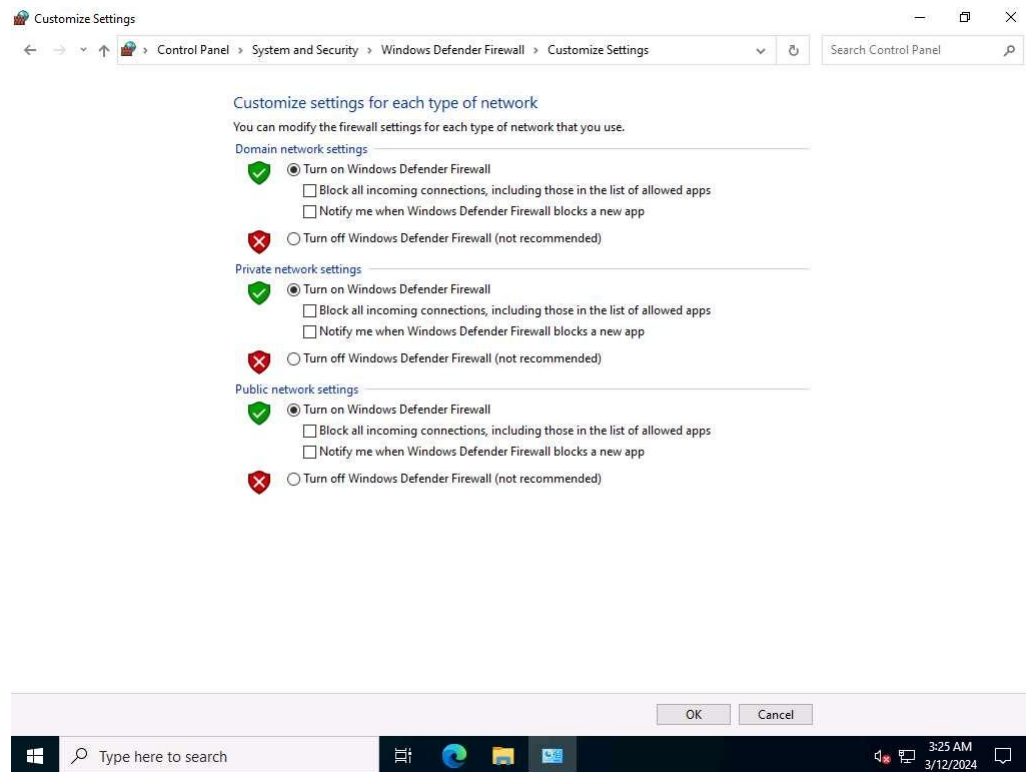 Customize Settings
Control Panel > System and Security > Windows Defender Firewall > Customize Settings
Search Control Panel
Customize settings for each type of network
You can modify the firewall settings for each type of network that you use.
Domain network settings
Turn on Windows Defender Firewall
Block all incoming connections, including those in the list of allowed apps
Notify me when Windows Defender Firewall blocks a new app
Turn off Windows Defender Firewall (not recommended)
Private network settings
Turn on Windows Defender Firewall
Block all incoming connections, including those in the list of allowed apps
Notify me when Windows Defender Firewall blocks a new app
Turn off Windows Defender Firewall (not recommended)
Public network settings
Turn on Windows Defender Firewall
Block all incoming connections, including those in the list of allowed apps
Notify me when Windows Defender Firewall blocks a new app
Turn off Windows Defender Firewall (not recommended)
OK
Cancel
Type here to search
3:25 AM
3/12/2024